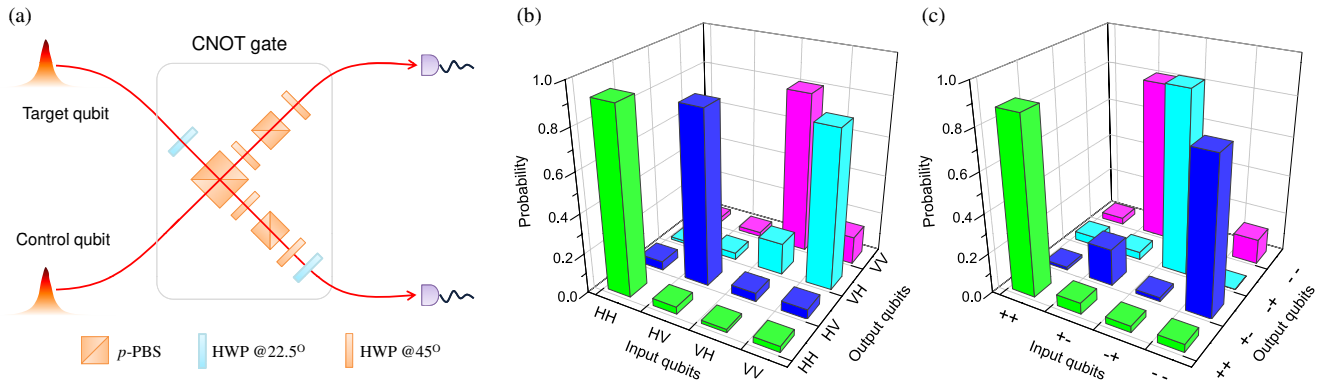 (a)
CNOT gate
Target qubit
Control qubit
p-PBS
HWP @22.5O
HWP @45O
(b)
Probability
1.0
0.8
0.6
0.4
0.2
0.0
HH
HV
VH
VV
Input qubits
HH
HV
VH
VV
Output qubits
(c)
Probability
1.0
0.8
0.6
0.4
0.2
0.0
++
+-
-+
--
Input qubits
++
+-
-+
--
Output qubits